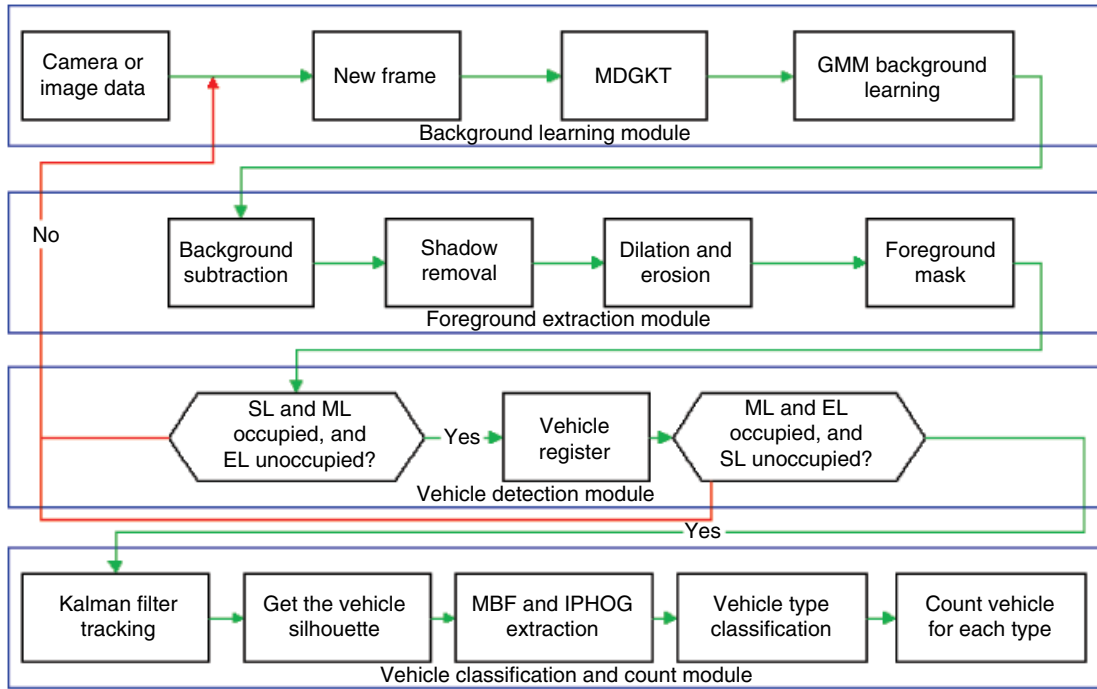 Camera or
image data
New frame
MDGKT
GMM background
learning
Background learning module
No
Background
subtraction
Shadow
removal
Dilation and
erosion
Foreground
mask
Foreground extraction module
SL and ML
occupied, and
EL unoccupied?
Yes
Vehicle
register
ML and EL
occupied, and
SL unoccupied?
Vehicle detection module
Yes
Kalman filter
tracking
Get the vehicle
silhouette
MBF and IPHOG
extraction
Vehicle type
classification
Count vehicle
for each type
Vehicle classification and count module